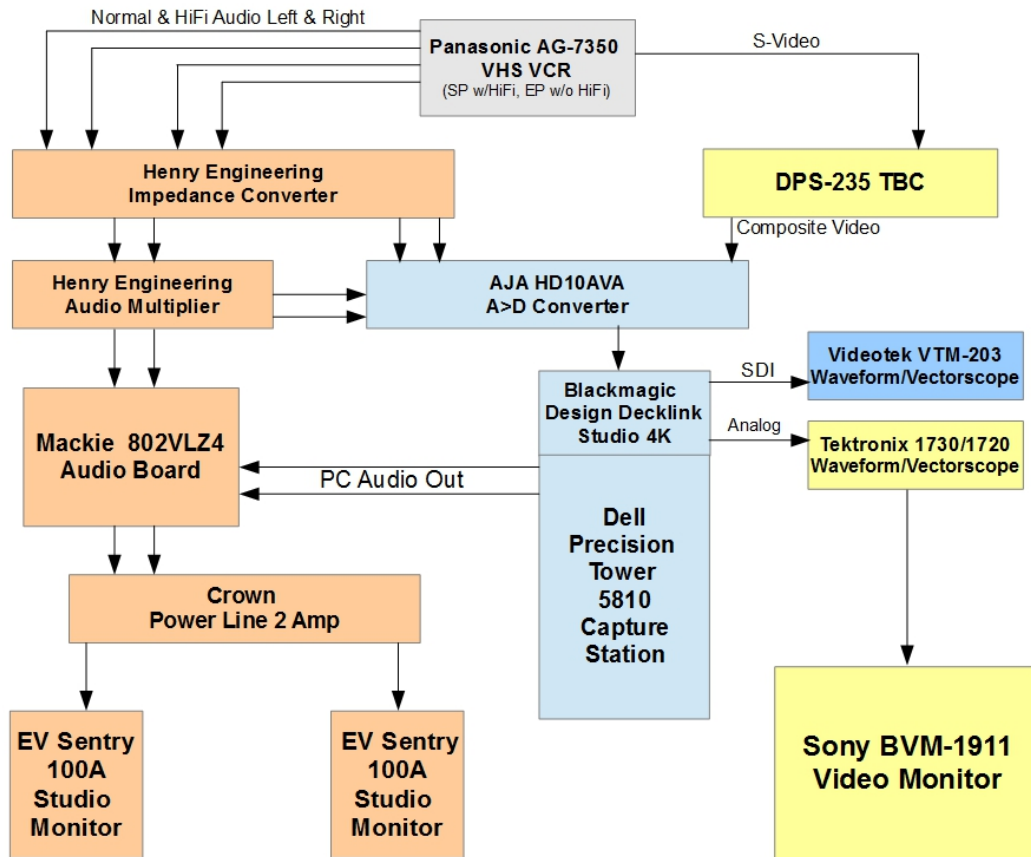 Normal & HiFi Audio Left & Right
Panasonic AG-7350
VHS VCR
(SP w/HiFi, EP w/o HiFi)
S-Video
Henry Engineering
Impedance Converter
DPS-235 TBC
Composite Video
Henry Engineering
Audio Multiplier
AJA HD10AVA
A>D Converter
Videotek VTM-203
Waveform/Vectorscope
SDI
Blackmagic
Design Decklink
Studio 4K
Analog
Tektronix 1730/1720
Waveform/Vectorscope
Mackie 802VLZ4
Audio Board
PC Audio Out
Dell
Precision
Tower
5810
Capture
Station
Crown
Power Line 2 Amp
EV Sentry
100A
Studio
Monitor
EV Sentry
100A
Studio
Monitor
Sony BVM-1911
Video Monitor